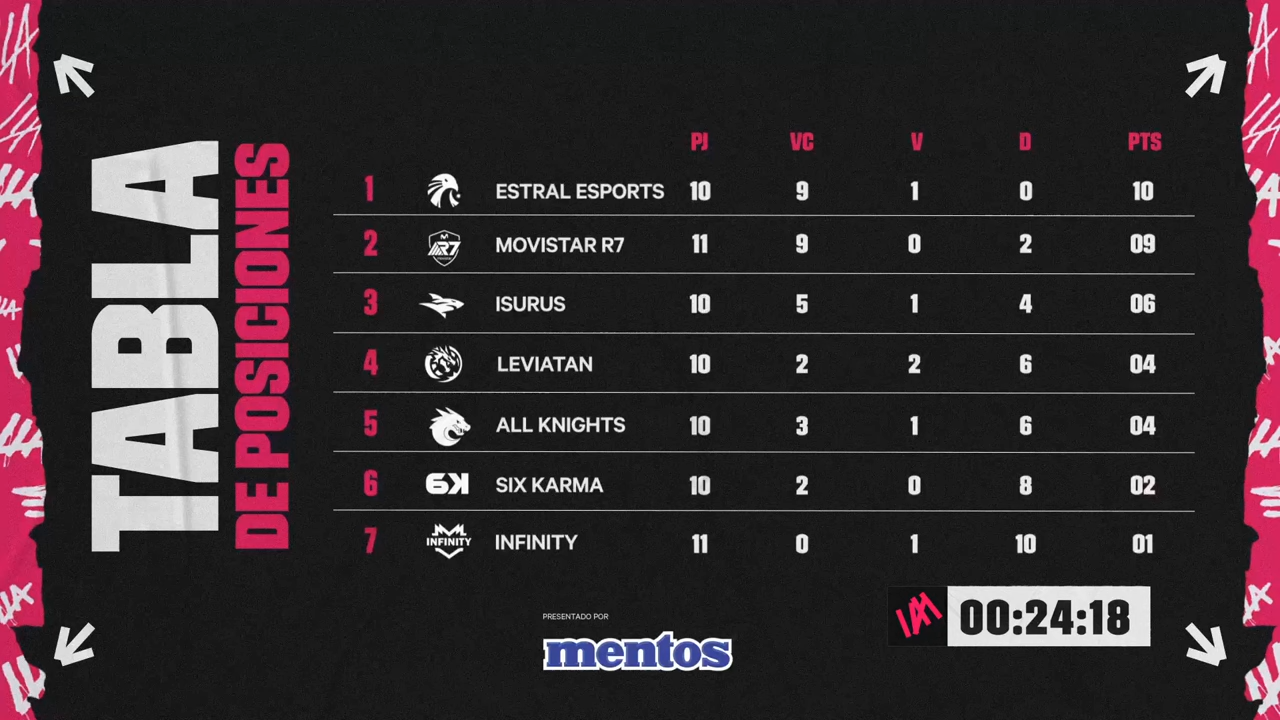 TABLA
DE POSICIONES
PJ VC V D PTS
1 ESTRAL ESPORTS 10 9 1 0 10
2 R7 MOVISTAR R7 11 9 0 2 09
3 ISURUS 10 5 1 4 06
4 LEVIATAN 10 2 2 6 04
5 ALL KNIGHTS 10 3 1 6 04
6 6K SIX KARMA 10 2 0 8 02
7 INFINITY INFINITY 11 0 1 10 01
00:24:18
PRESENTADO POR
mentos